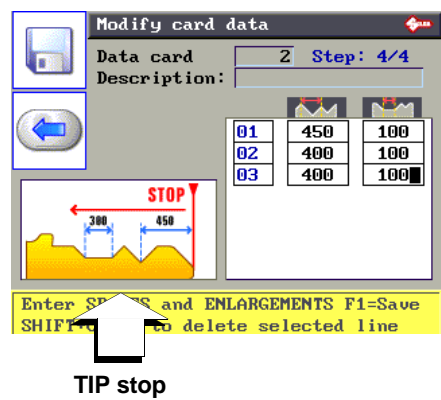 Modify card data
Data card 2 Step: 4/4
Description:
01 450 100
02 400 100
03 400 100
STOP
300 450
Enter and ENLARGEMENTS F1=Save
SHIFT to delete selected line
TIP stop